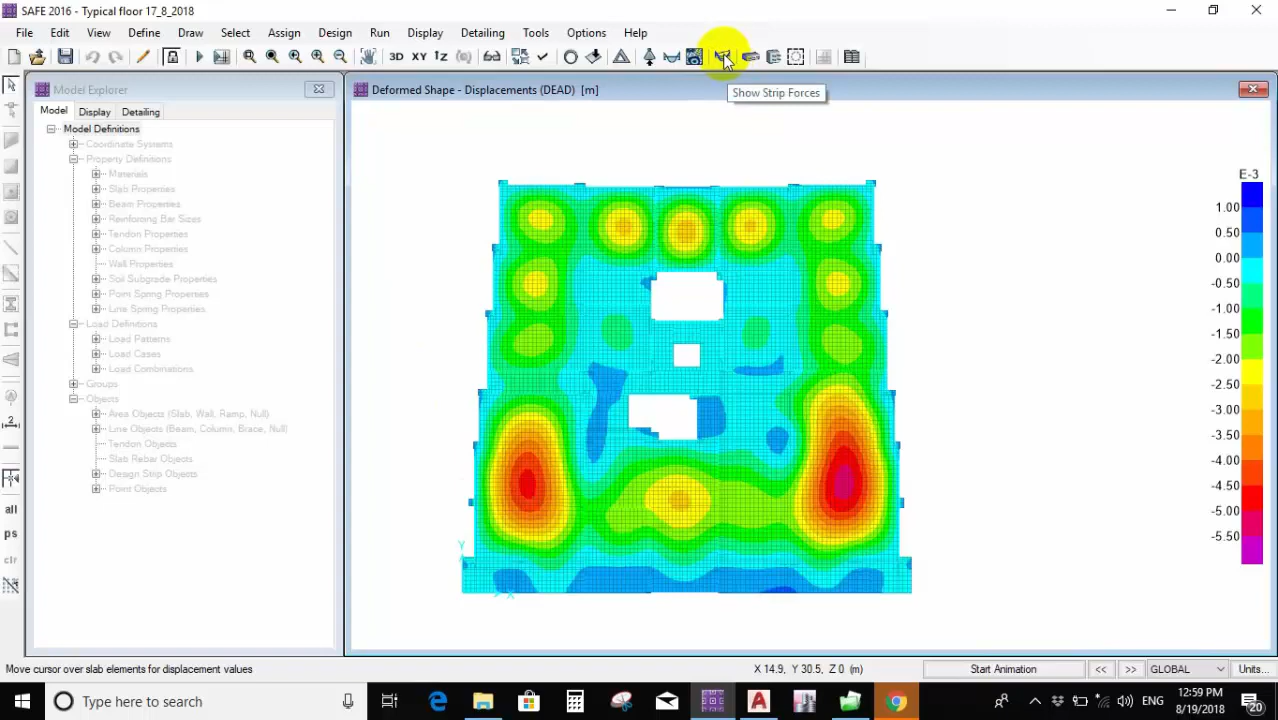 SAFE 2016 - Typical floor 17_8_2018
File Edit View Define Draw Select Assign Design Run Display Detailing Tools Options Help
3D XY
Model Explorer
Deformed Shape - Displacements (DEAD) [m]
Show Strip Forces
Model Display Detailing
Model Definitions
Coordinate Systems
Property Definitions
Materials
Slab Properties
Beam Properties
Reinforcing Bar Sizes
Tendon Properties
Column Properties
Wall Properties
Soil Subgrade Properties
Point Spring Properties
Line Spring Properties
Load Definitions
Load Patterns
Load Cases
Load Combinations
Groups
Objects
Area Objects (Slab, Wall, Ramp, Null)
Line Objects (Beam, Column, Brace, Null)
Tendon Objects
Slab Rebar Objects
Design Strip Objects
Point Objects
all
ps
clr
Y
X
E-3
1.00
0.50
0.00
-0.50
-1.00
-1.50
-2.00
-2.50
-3.00
-3.50
-4.00
-4.50
-5.00
-5.50
Move cursor over slab elements for displacement values
X 14.9, Y 30.5, Z 0 (m)
Start Animation
<< >>
GLOBAL
Units...
Type here to search
ENG
12:59 PM
8/19/2018
20